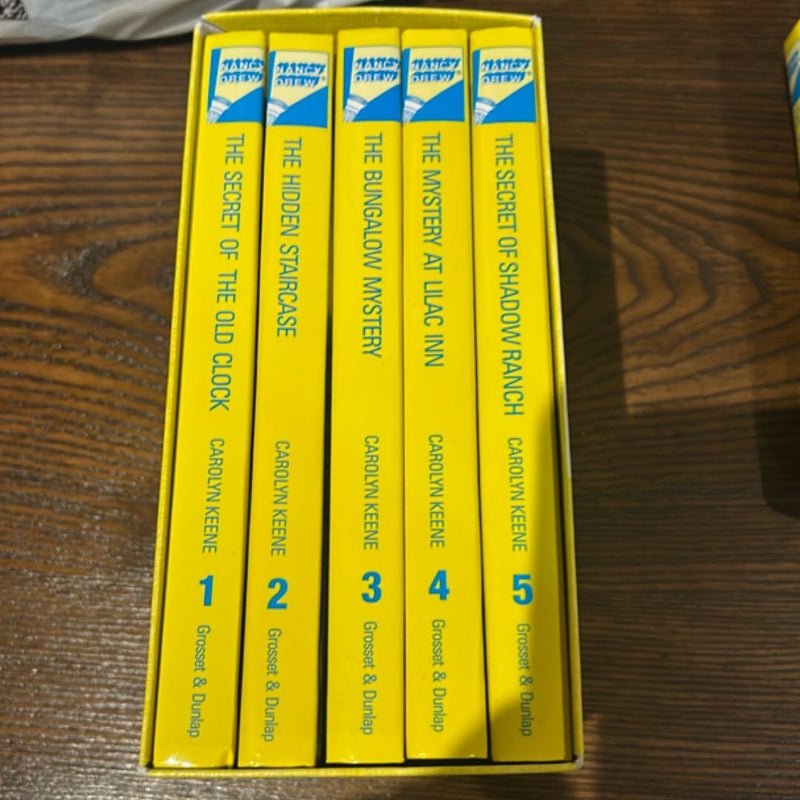 NANCY
DREW
THE SECRET OF THE OLD CLOCK
CAROLYN KEENE
1
Grosset & Dunlap
NANCY
DREW
THE HIDDEN STAIRCASE
CAROLYN KEENE
2
Grosset & Dunlap
NANCY
DREW
THE BUNGALOW MYSTERY
CAROLYN KEENE
3
Grosset & Dunlap
NANCY
DREW®
THE MYSTERY AT LILAC INN
CAROLYN KEENE
4
Grosset & Dunlap
NANCY
DREW®
THE SECRET OF SHADOW RANCH
CAROLYN KEENE
5
Grosset & Dunlap